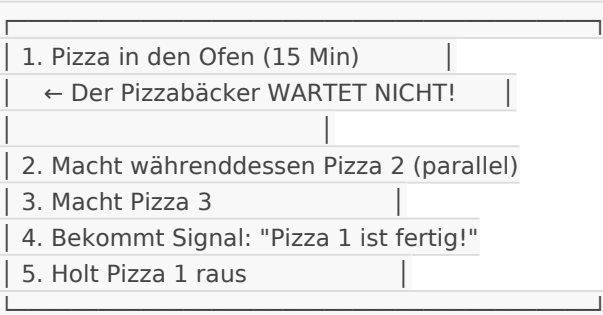 1. Pizza in den Ofen (15 Min)
← Der Pizzabäcker WARTET NICHT!
2. Macht währenddessen Pizza 2 (parallel)
3. Macht Pizza 3
4. Bekommt Signal: "Pizza 1 ist fertig!"
5. Holt Pizza 1 raus